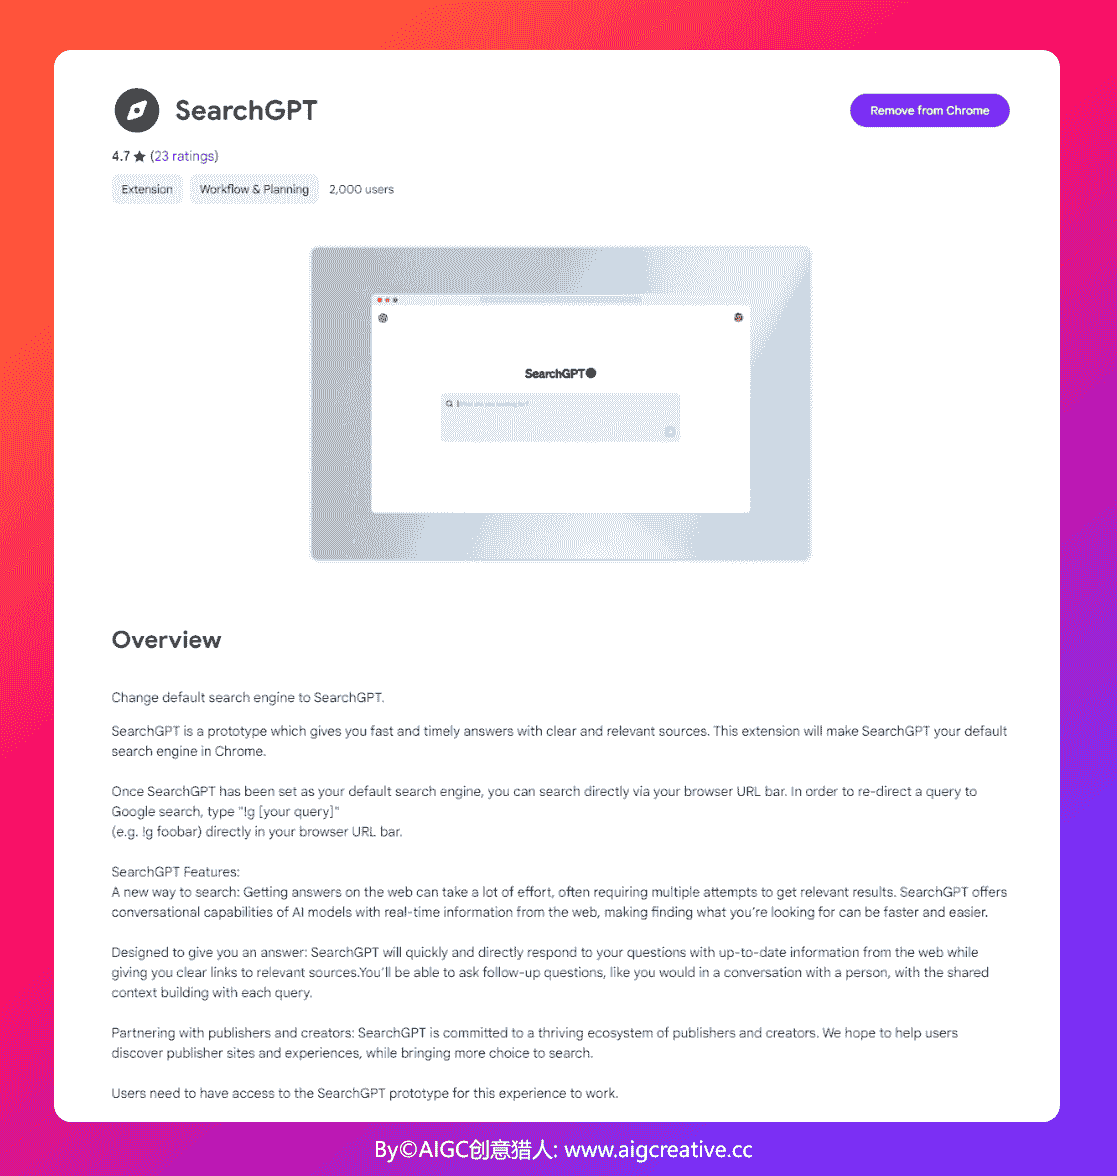 SearchGPT
Remove from Chrome
4.7 ★ (23 ratings)
Extension
Workflow & Planning
2,000 users
SearchGPT
What are you looking for?
Overview
Change default search engine to SearchGPT.
SearchGPT is a prototype which gives you fast and timely answers with clear and relevant sources. This extension will make SearchGPT your default
search engine in Chrome.
Once SearchGPT has been set as your default search engine, you can search directly via your browser URL bar. In order to re-direct a query to
Google search, type "!g [your query]"
(e.g. !g foobar) directly in your browser URL bar.
SearchGPT Features:
A new way to search: Getting answers on the web can take a lot of effort, often requiring multiple attempts to get relevant results. SearchGPT offers
conversational capabilities of AI models with real-time information from the web, making finding what you’re looking for can be faster and easier.
Designed to give you an answer: SearchGPT will quickly and directly respond to your questions with up-to-date information from the web while
giving you clear links to relevant sources.You’ll be able to ask follow-up questions, like you would in a conversation with a person, with the shared
context building with each query.
Partnering with publishers and creators: SearchGPT is committed to a thriving ecosystem of publishers and creators. We hope to help users
discover publisher sites and experiences, while bringing more choice to search.
Users need to have access to the SearchGPT prototype for this experience to work.
By©AIGC创意猎人: www.aigcreative.cc